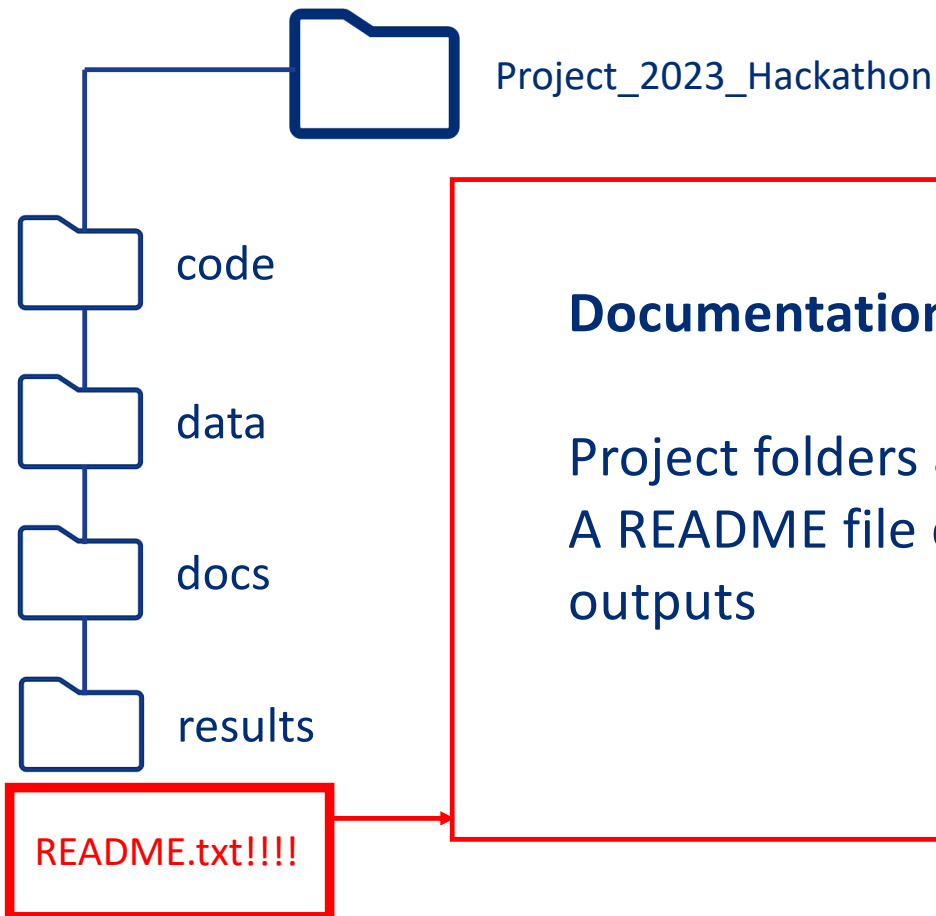 Project_2023_Hackathon
code
data
docs
results
README.txt!!!!
Documentation
Project folders
A README file
outputs